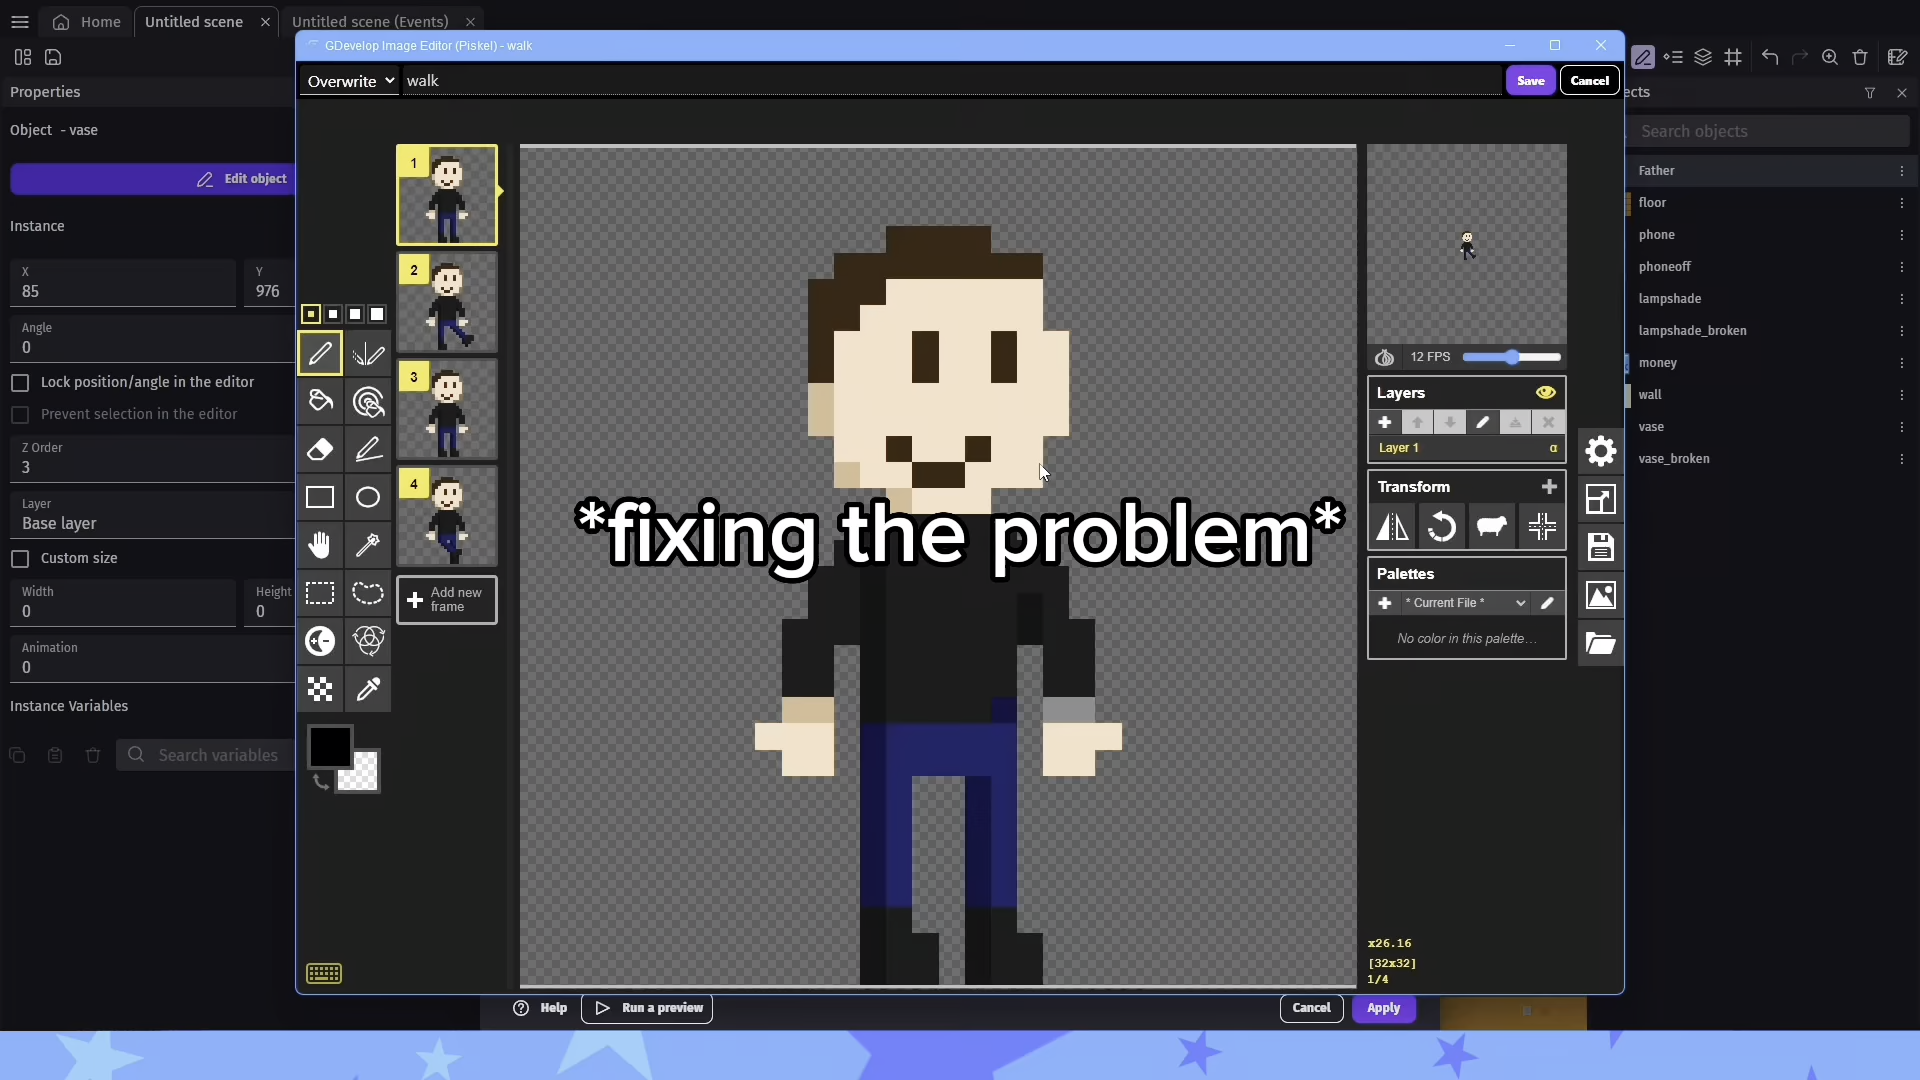 Home
Untitled scene
Untitled scene (Events)
GDevelop Image Editor (Piskel) - walk
Overwrite
walk
Save
Cancel
Properties
Object - vase
Edit object
Instance
X
85
Y
976
Angle
0
Lock position/angle in the editor
Prevent selection in the editor
Z Order
3
Layer
Base layer
Custom size
Width
0
Height
0
Animation
0
Instance Variables
Search variables
1
2
3
4
Add new
frame
*fixing the problem*
12 FPS
Layers
Layer 1
α
Transform
Palettes
* Current File *
No color in this palette...
x26.16
[32x32]
1/4
Help
Run a preview
Cancel
Apply
ects
Search objects
Father
floor
phone
phoneoff
lampshade
lampshade_broken
money
wall
vase
vase_broken